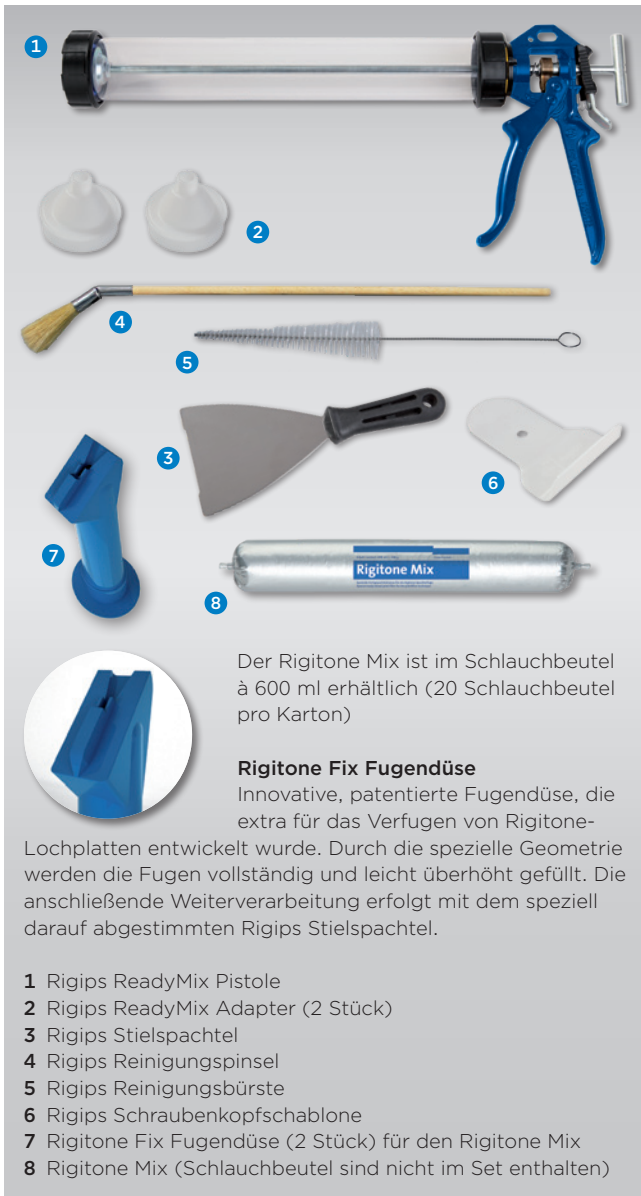 1
2
4
5
3
6
7
8
Rigitone Mix
Der Rigitone Mix ist im Schlauchbeutel
à 600 ml erhältlich (20 Schlauchbeutel
pro Karton)
Rigitone Fix Fugendüse
Innovative, patentierte Fugendüse, die
extra für das Verfugen von Rigitone-
Lochplatten entwickelt wurde. Durch die spezielle Geometrie
werden die Fugen vollständig und leicht überhöht gefüllt. Die
anschließende Weiterverarbeitung erfolgt mit dem speziell
darauf abgestimmten Rigips Stielspachtel.
1 Rigips ReadyMix Pistole
2 Rigips ReadyMix Adapter (2 Stück)
3 Rigips Stielspachtel
4 Rigips Reinigungspinsel
5 Rigips Reinigungsbürste
6 Rigips Schraubenkopfschablone
7 Rigitone Fix Fugendüse (2 Stück) für den Rigitone Mix
8 Rigitone Mix (Schlauchbeutel sind nicht im Set enthalten)